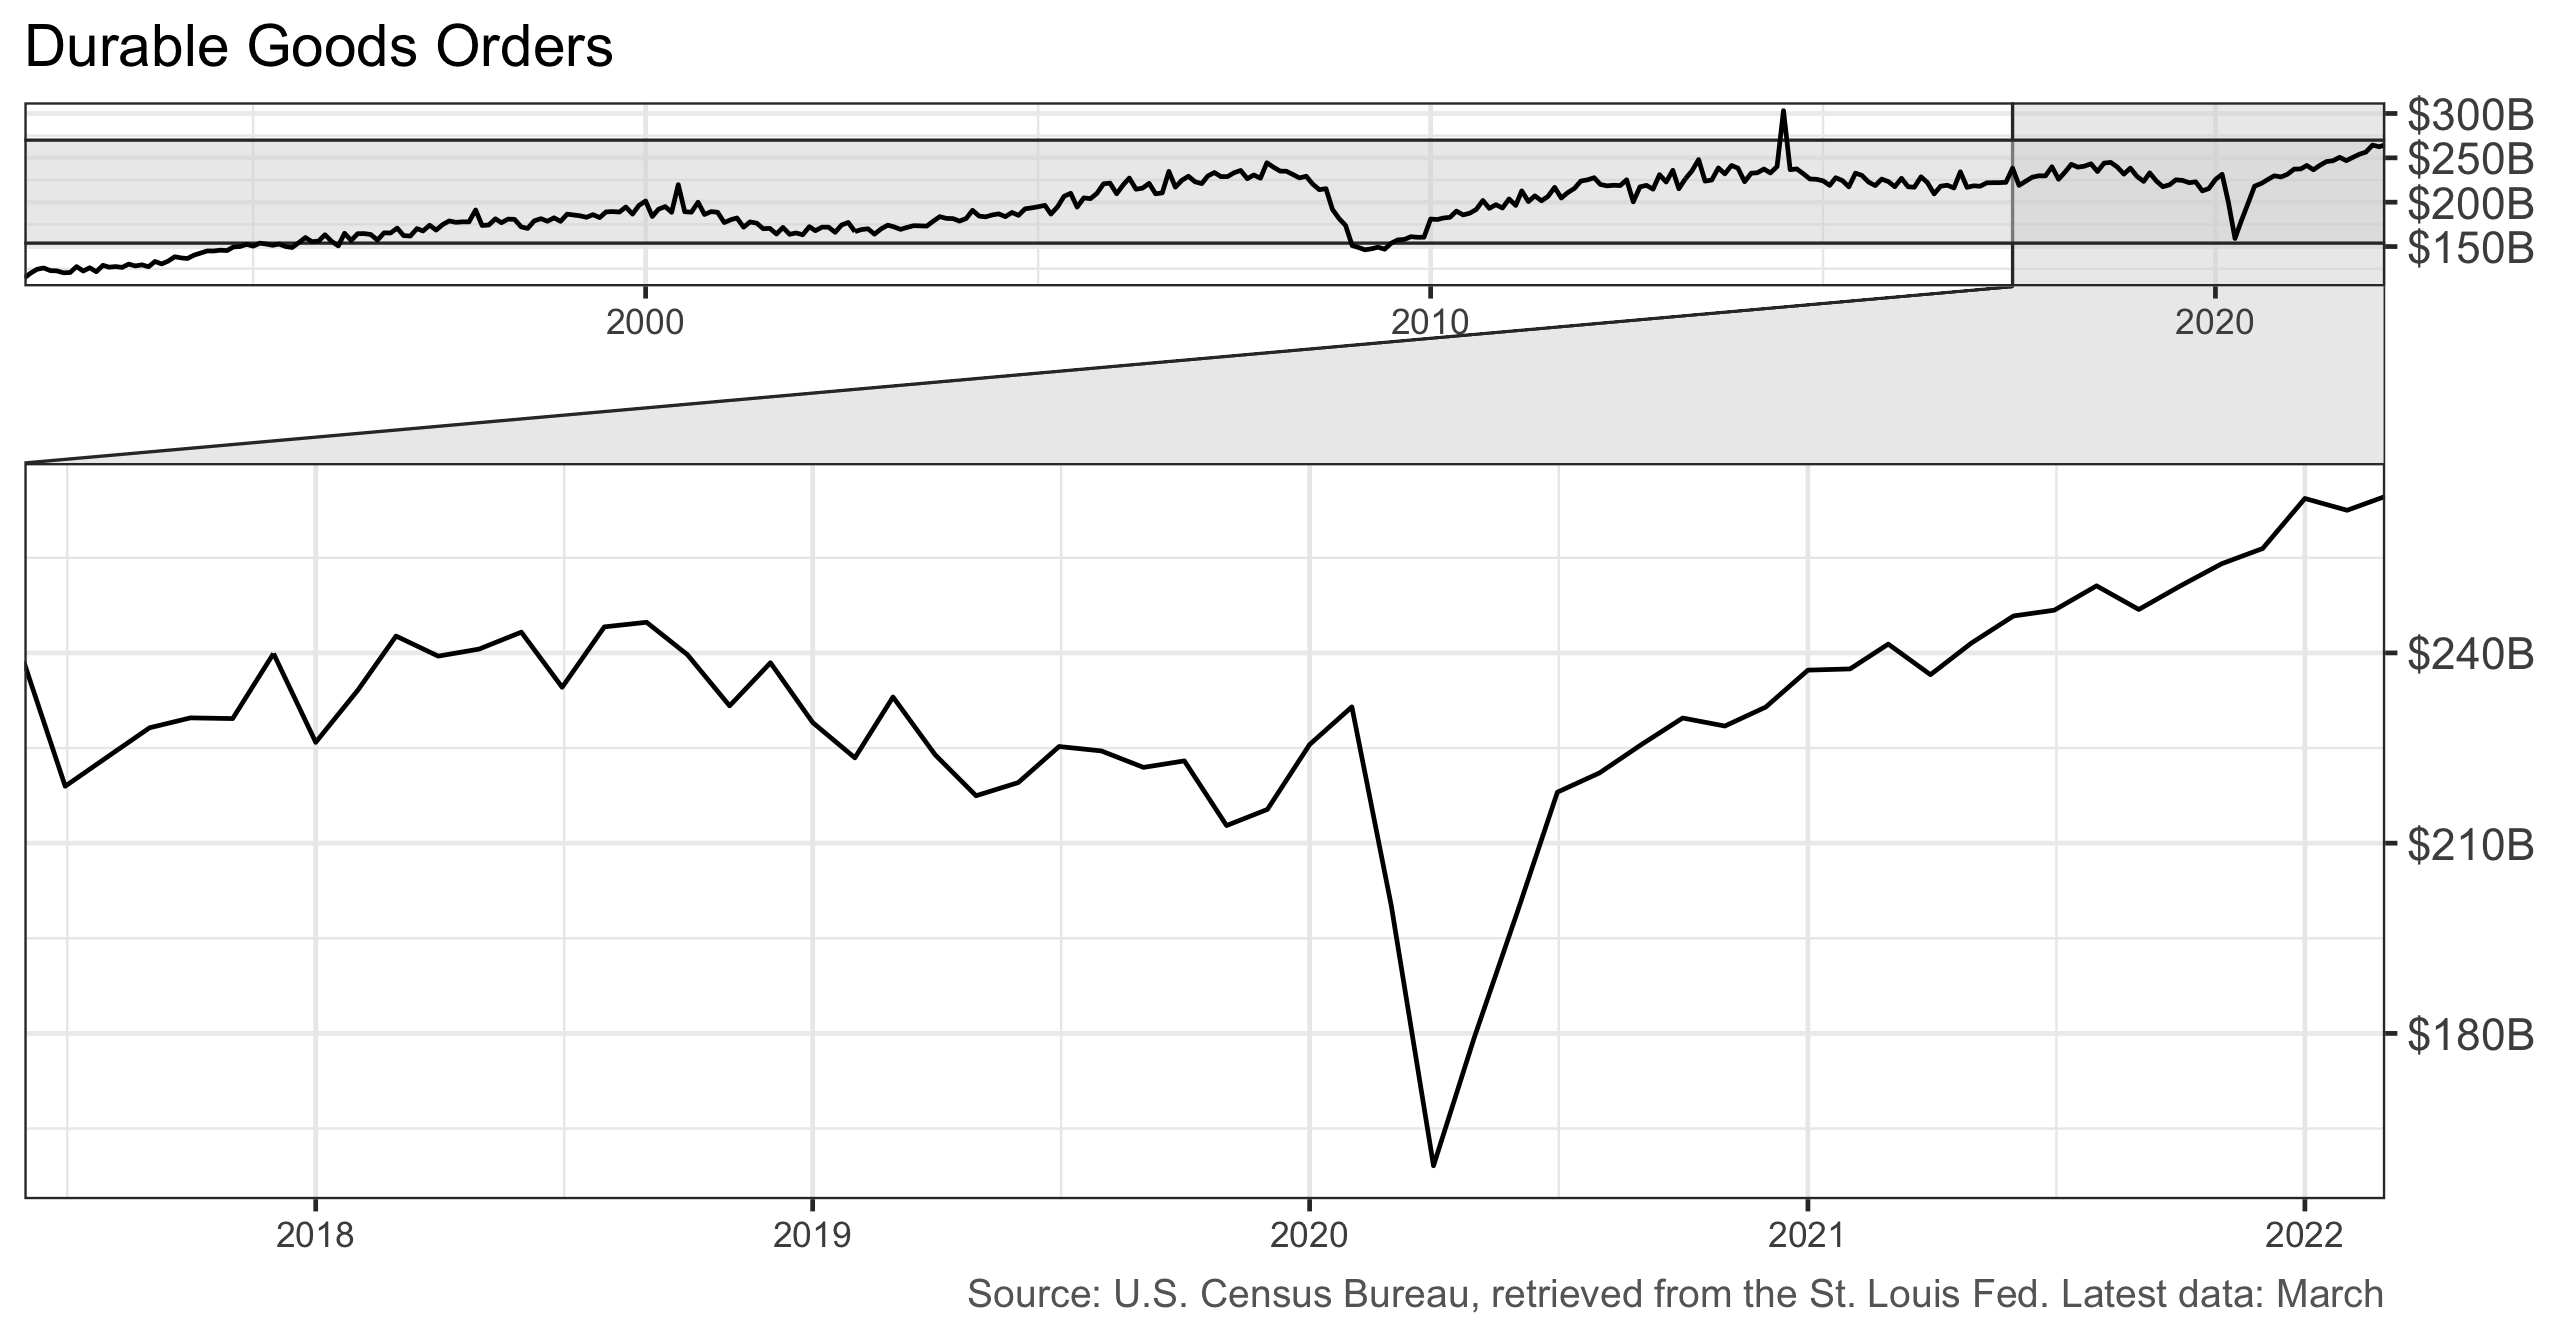 Durable Goods Orders
$300B
$250B
$200B
$150B
2000 2010 2020
$240B
$210B
$180B
2018 2019 2020 2021 2022
Source: U.S. Census Bureau, retrieved from the St. Louis Fed. Latest data: March